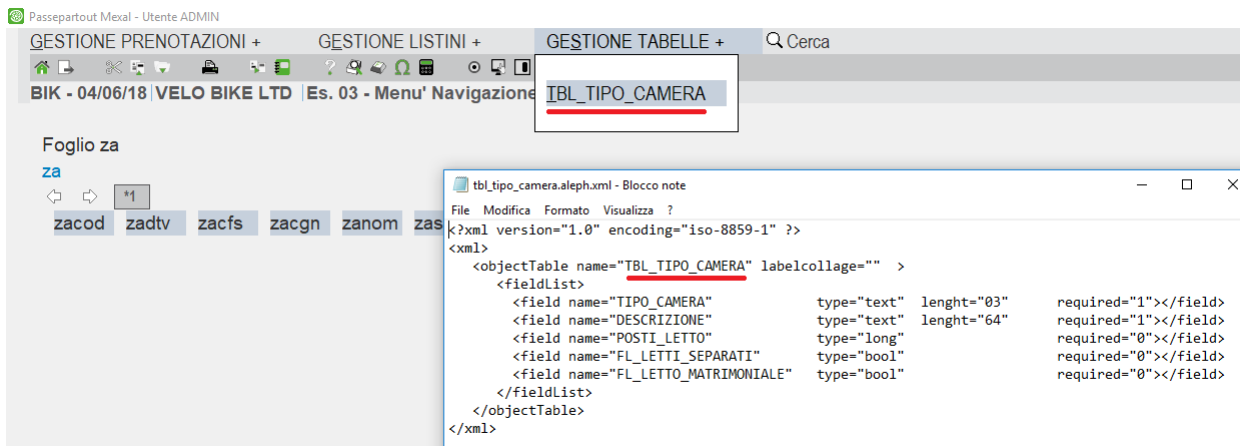 Passepartout Mexal - Utente ADMIN
GESTIONE PRENOTAZIONI + GESTIONE LISTINI + GESTIONE TABELLE + Cerca
BIK - 04/06/18 VELO BIKE LTD Es. 03 - Menu' Navigazione
TBL_TIPO_CAMERA
Foglio za
za
*1
zacod zadtv zacfs zacgn zanom zas
tbl_tipo_camera.aleph.xml - Blocco note
File Modifica Formato Visualizza ?
<?xml version="1.0" encoding="iso-8859-1" ?>
<xml>
<objectTable name="TBL_TIPO_CAMERA" labelcollage="" >
<fieldList>
<field name="TIPO_CAMERA" type="text" lenght="03" required="1"></field>
<field name="DESCRIZIONE" type="text" lenght="64" required="1"></field>
<field name="POSTI_LETTO" type="long" required="0"></field>
<field name="FL_LETTI_SEPARATI" type="bool" required="0"></field>
<field name="FL_LETTO_MATRIMONIALE" type="bool" required="0"></field>
</fieldList>
</objectTable>
</xml>